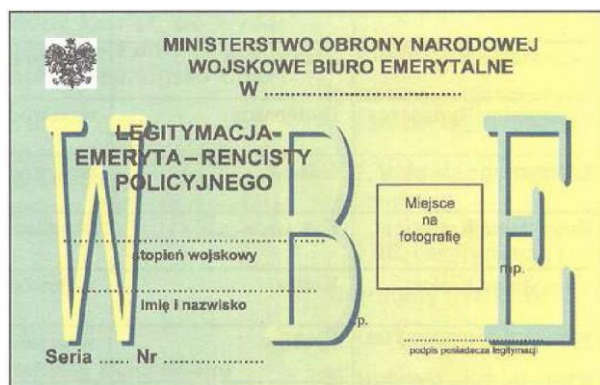 MINISTERSTWO OBRONY NARODOWEJ
WOJSKOWE BIURO EMERYTALNE
W ........................................
WBE
LEGITYMACJA-
EMERYTA – RENCISTY
POLICYJNEGO
Miejsce
na
fotografię
stopień wojskowy
mp.
Imię i nazwisko
p.
Seria ...... Nr ....................
podpis posiadacza legitymacji